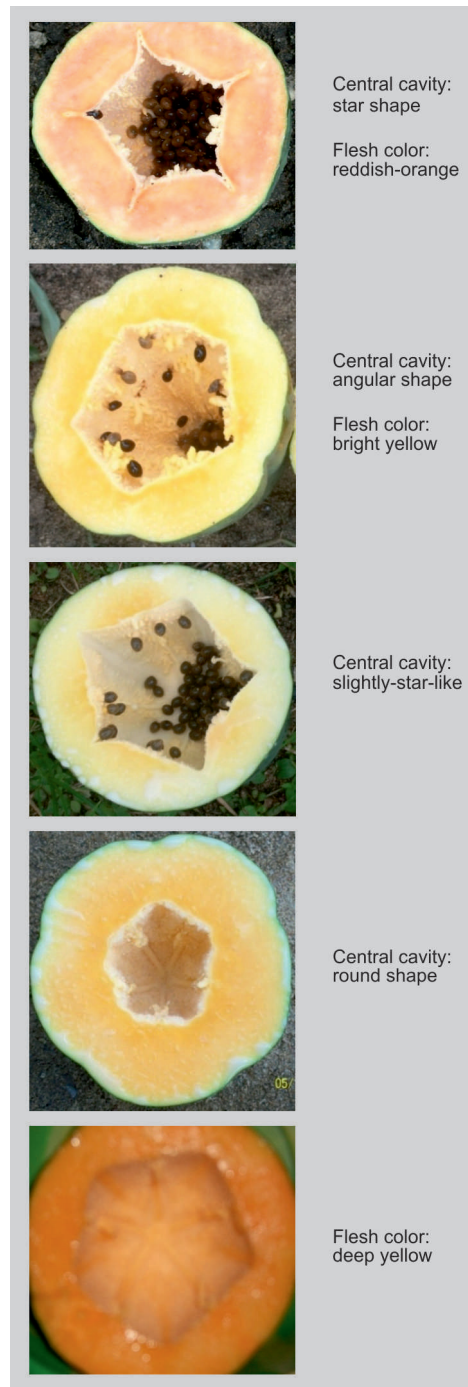 Central cavity:
star shape
Flesh color:
reddish-orange
Central cavity:
angular shape
Flesh color:
bright yellow
Central cavity:
slightly-star-like
Central cavity:
round shape
05/
Flesh color:
deep yellow